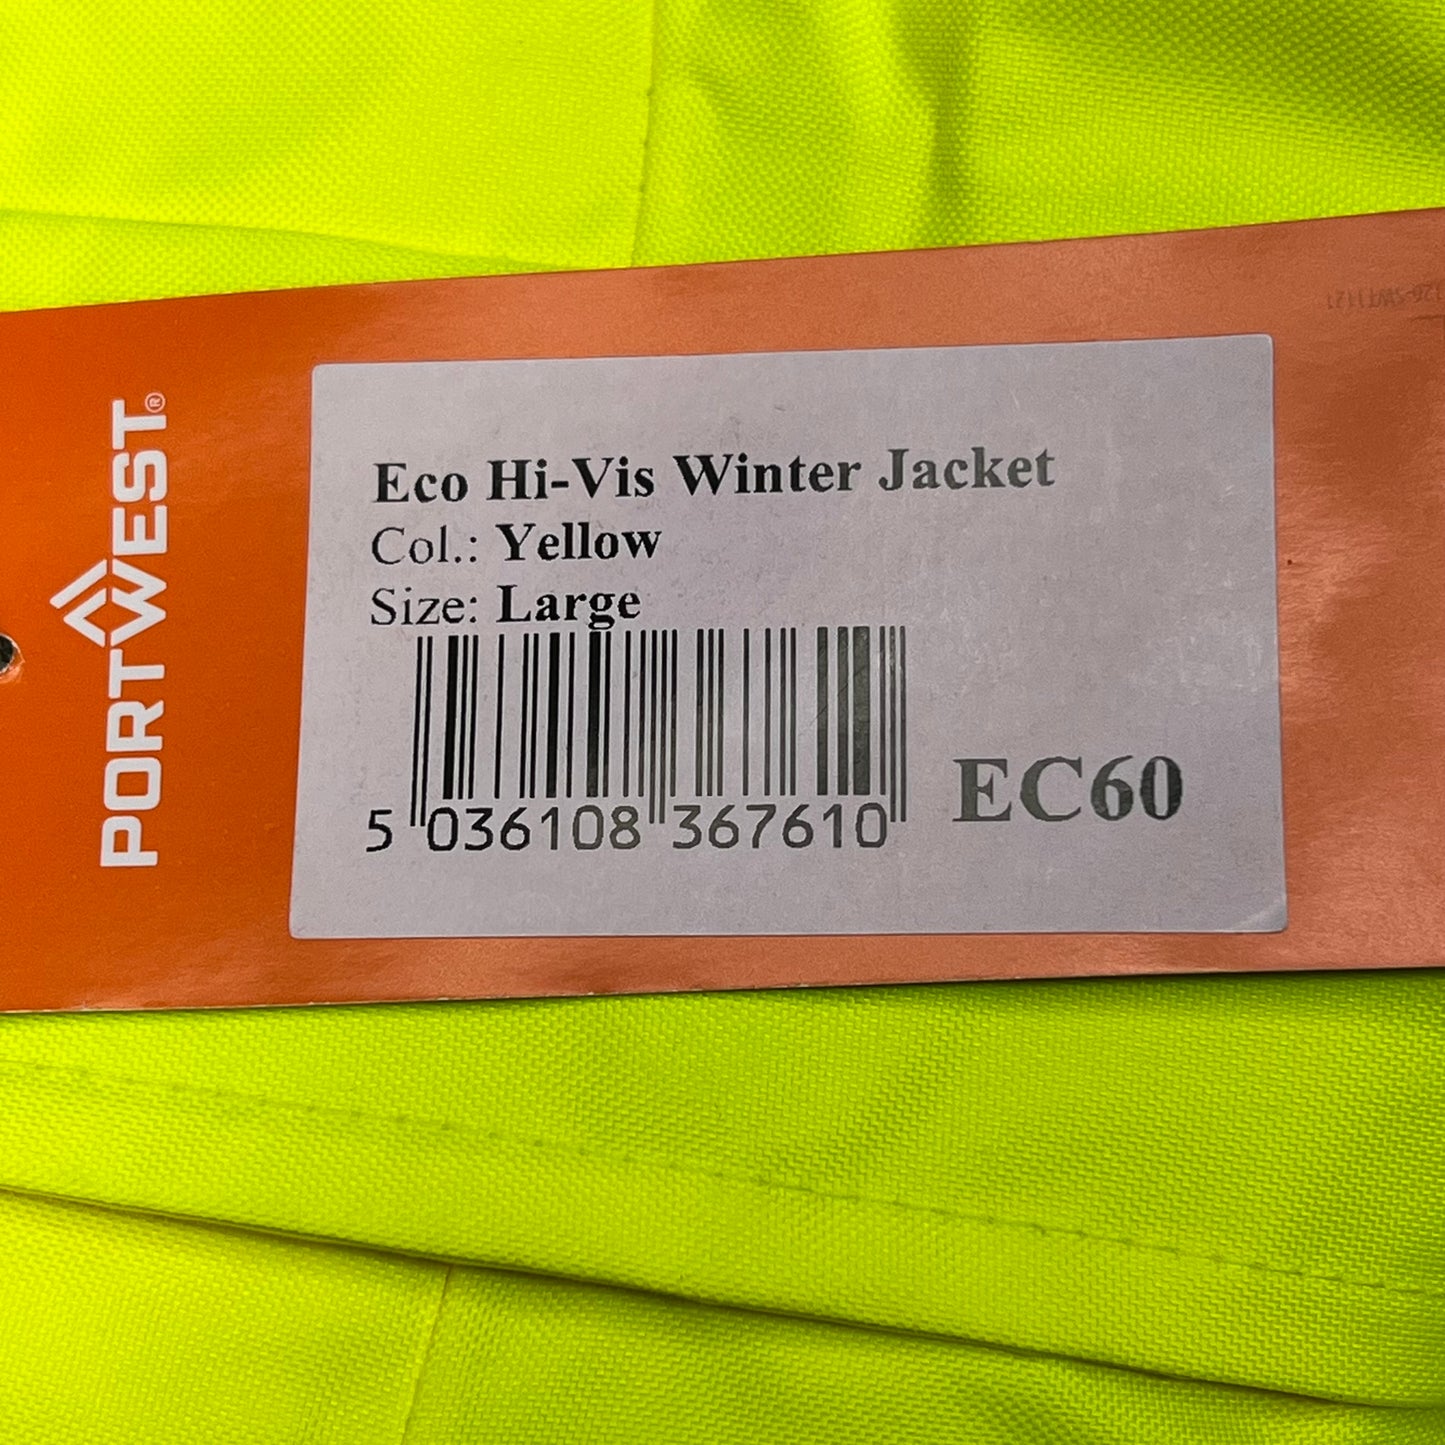 PORTWEST®
Eco Hi-Vis Winter Jacket
Col.: Yellow
Size: Large
5 036108 367610
EC60